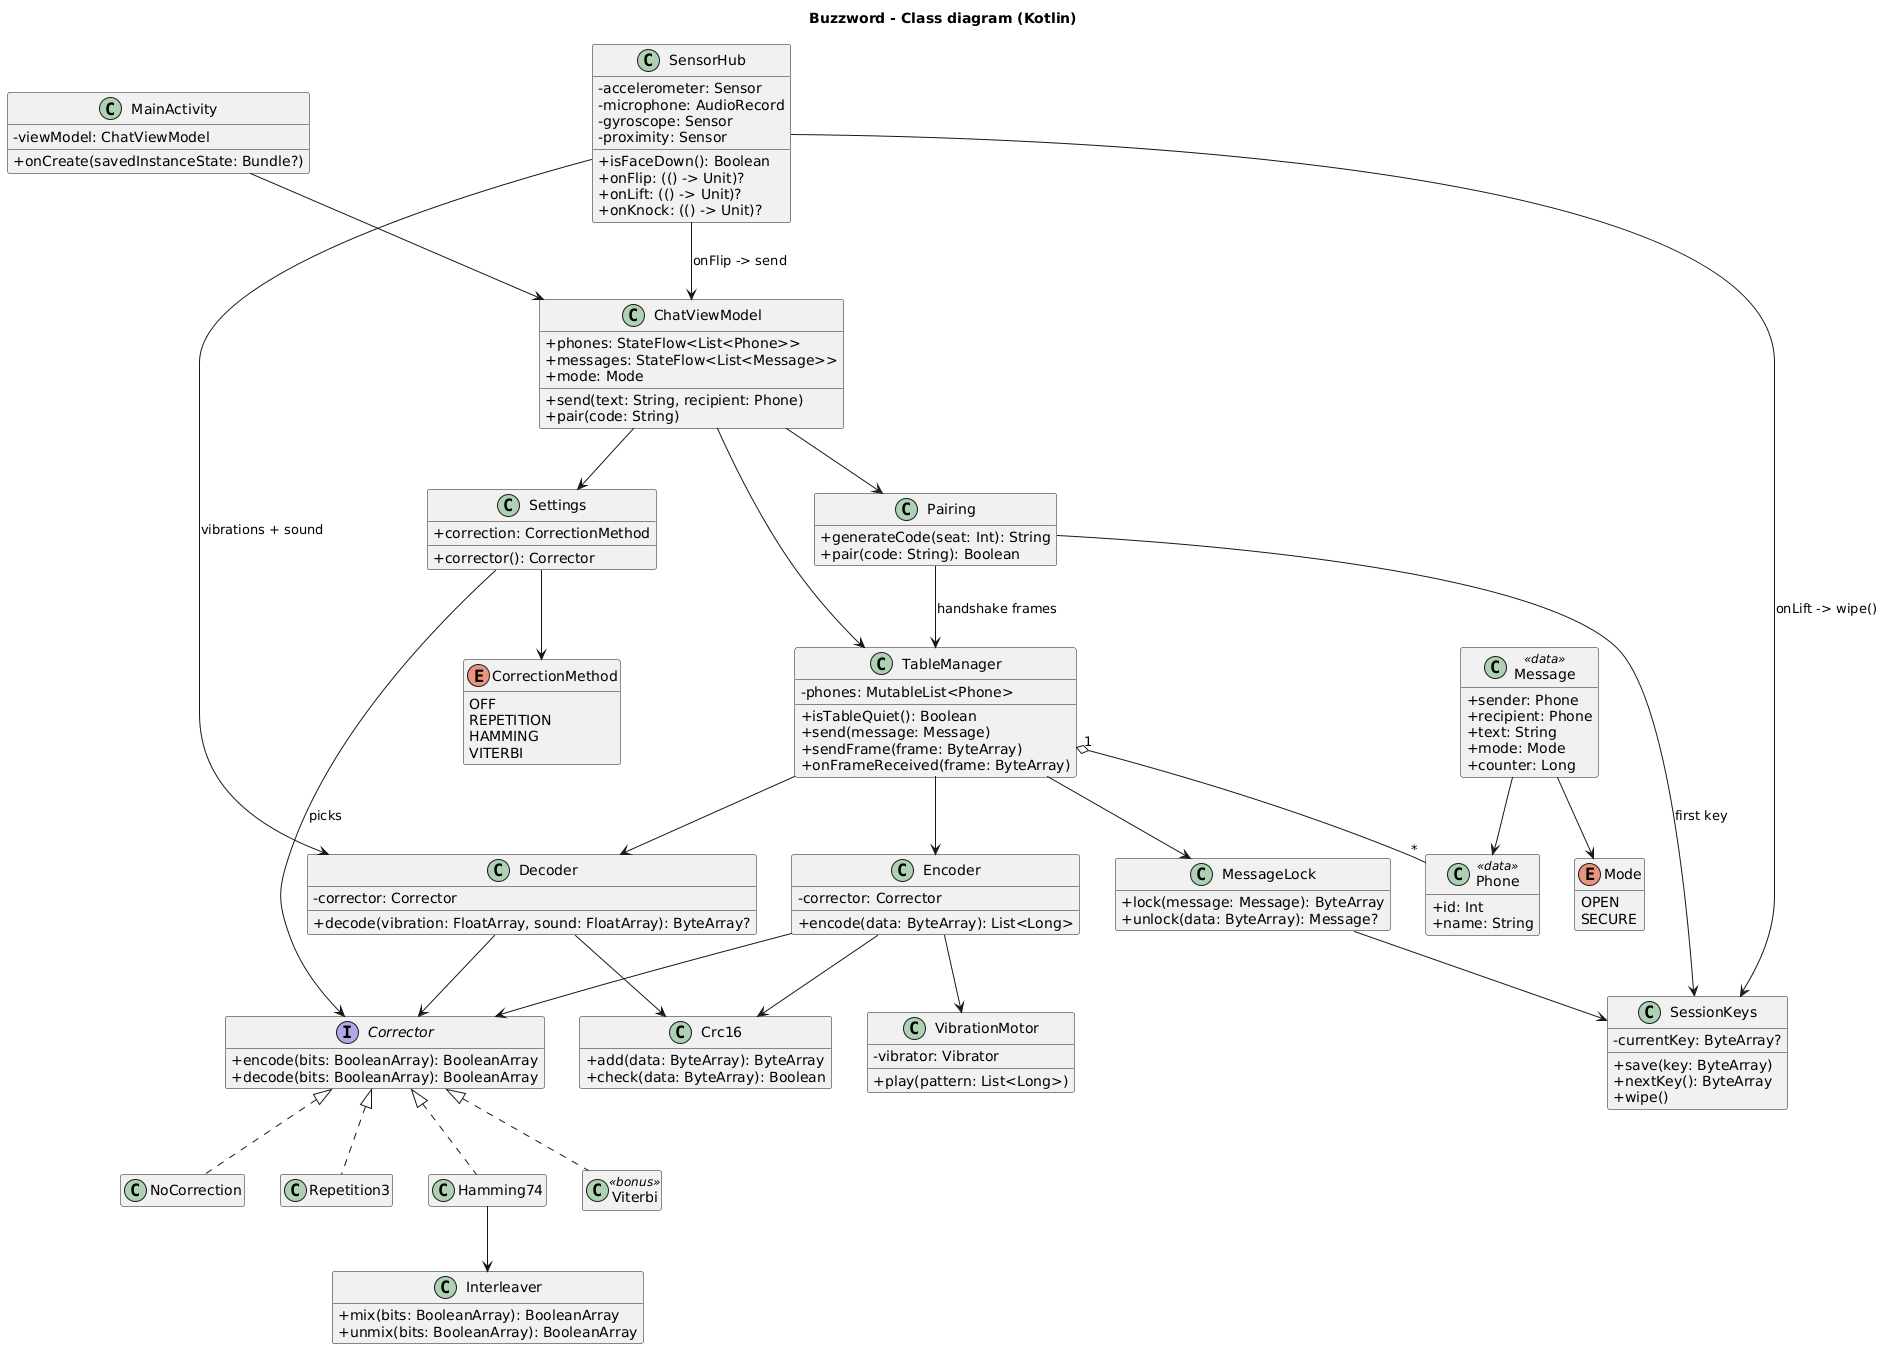 Buzzword - Class diagram (Kotlin)
C SensorHub
-accelerometer: Sensor
-microphone: AudioRecord
-gyroscope: Sensor
-proximity: Sensor
+isFaceDown(): Boolean
+onFlip: (() -> Unit)?
+onLift: (() -> Unit)?
+onKnock: (() -> Unit)?
C MainActivity
-viewModel: ChatViewModel
+onCreate(savedInstanceState: Bundle?)
onFlip -> send
C ChatViewModel
+phones: StateFlow<List<Phone>>
+messages: StateFlow<List<Message>>
+mode: Mode
+send(text: String, recipient: Phone)
+pair(code: String)
vibrations + sound
C Settings
+correction: CorrectionMethod
+corrector(): Corrector
C Pairing
+generateCode(seat: Int): String
+pair(code: String): Boolean
handshake frames
onLift -> wipe()
E CorrectionMethod
OFF
REPETITION
HAMMING
VITERBI
C TableManager
-phones: MutableList<Phone>
+isTableQuiet(): Boolean
+send(message: Message)
+sendFrame(frame: ByteArray)
+onFrameReceived(frame: ByteArray)
1
C «data»
Message
+sender: Phone
+recipient: Phone
+text: String
+mode: Mode
+counter: Long
picks
first key
*
C Decoder
-corrector: Corrector
+decode(vibration: FloatArray, sound: FloatArray): ByteArray?
C Encoder
-corrector: Corrector
+encode(data: ByteArray): List<Long>
C MessageLock
+lock(message: Message): ByteArray
+unlock(data: ByteArray): Message?
C «data»
Phone
+id: Int
+name: String
E Mode
OPEN
SECURE
I Corrector
+encode(bits: BooleanArray): BooleanArray
+decode(bits: BooleanArray): BooleanArray
C Crc16
+add(data: ByteArray): ByteArray
+check(data: ByteArray): Boolean
C VibrationMotor
-vibrator: Vibrator
+play(pattern: List<Long>)
C SessionKeys
-currentKey: ByteArray?
+save(key: ByteArray)
+nextKey(): ByteArray
+wipe()
C NoCorrection
C Repetition3
C Hamming74
C «bonus»
Viterbi
C Interleaver
+mix(bits: BooleanArray): BooleanArray
+unmix(bits: BooleanArray): BooleanArray